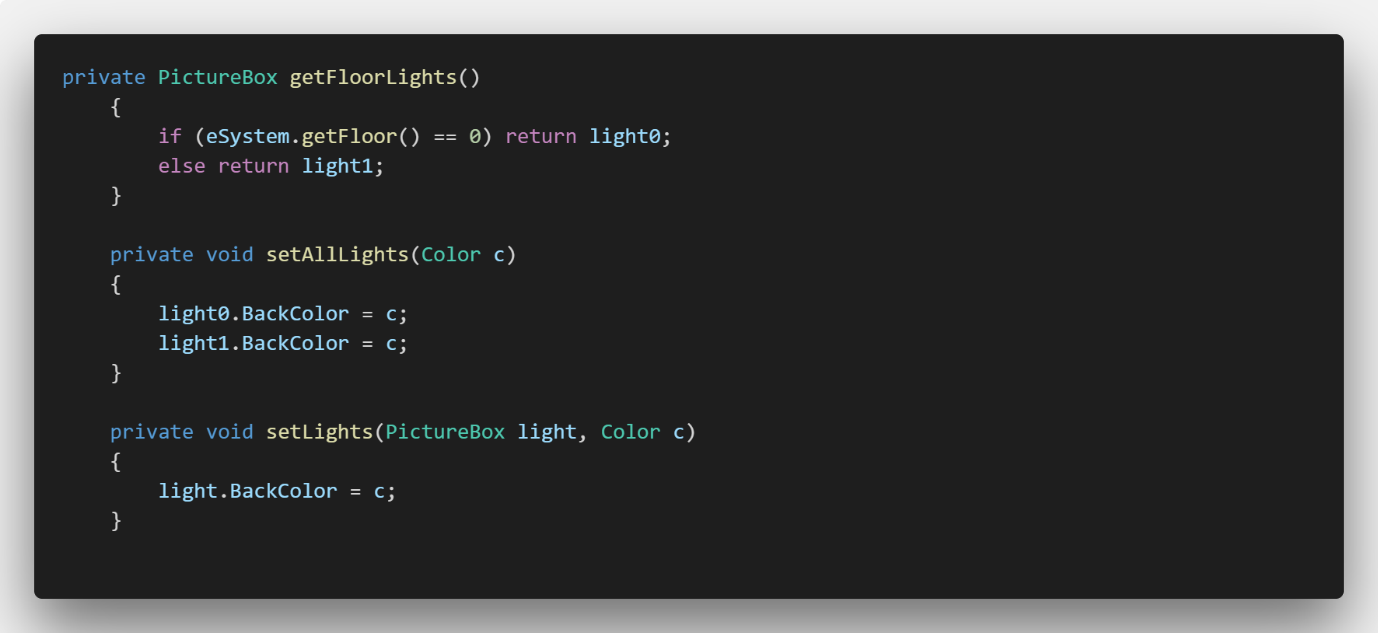 private PictureBox getFloorLights()
    {
        if (eSystem.getFloor() == 0) return light0;
        else return light1;
    }

    private void setAllLights(Color c)
    {
        light0.BackColor = c;
        light1.BackColor = c;
    }

    private void setLights(PictureBox light, Color c)
    {
        light.BackColor = c;
    }